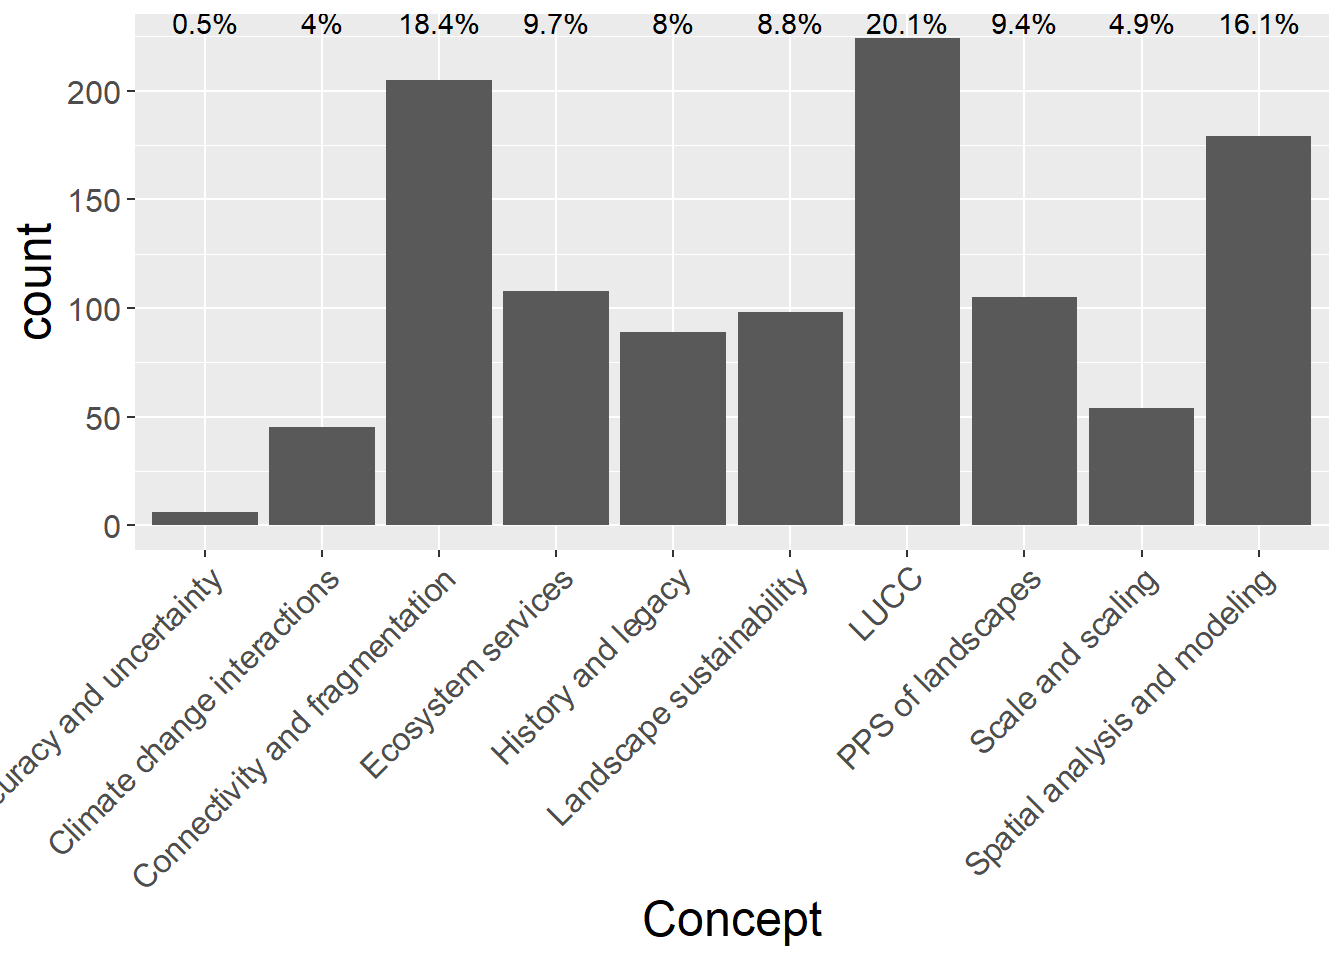 0.5% 4% 18.4% 9.7% 8% 8.8% 20.1% 9.4% 4.9% 16.1%
200
150
100
50
0
count
and uncertainty
Climate change interactions
Connectivity and fragmentation
Ecosystem services
History and legacy
Landscape sustainability
LUCC
PPS of landscapes
Scale and scaling
Spatial analysis and modeling
Concept